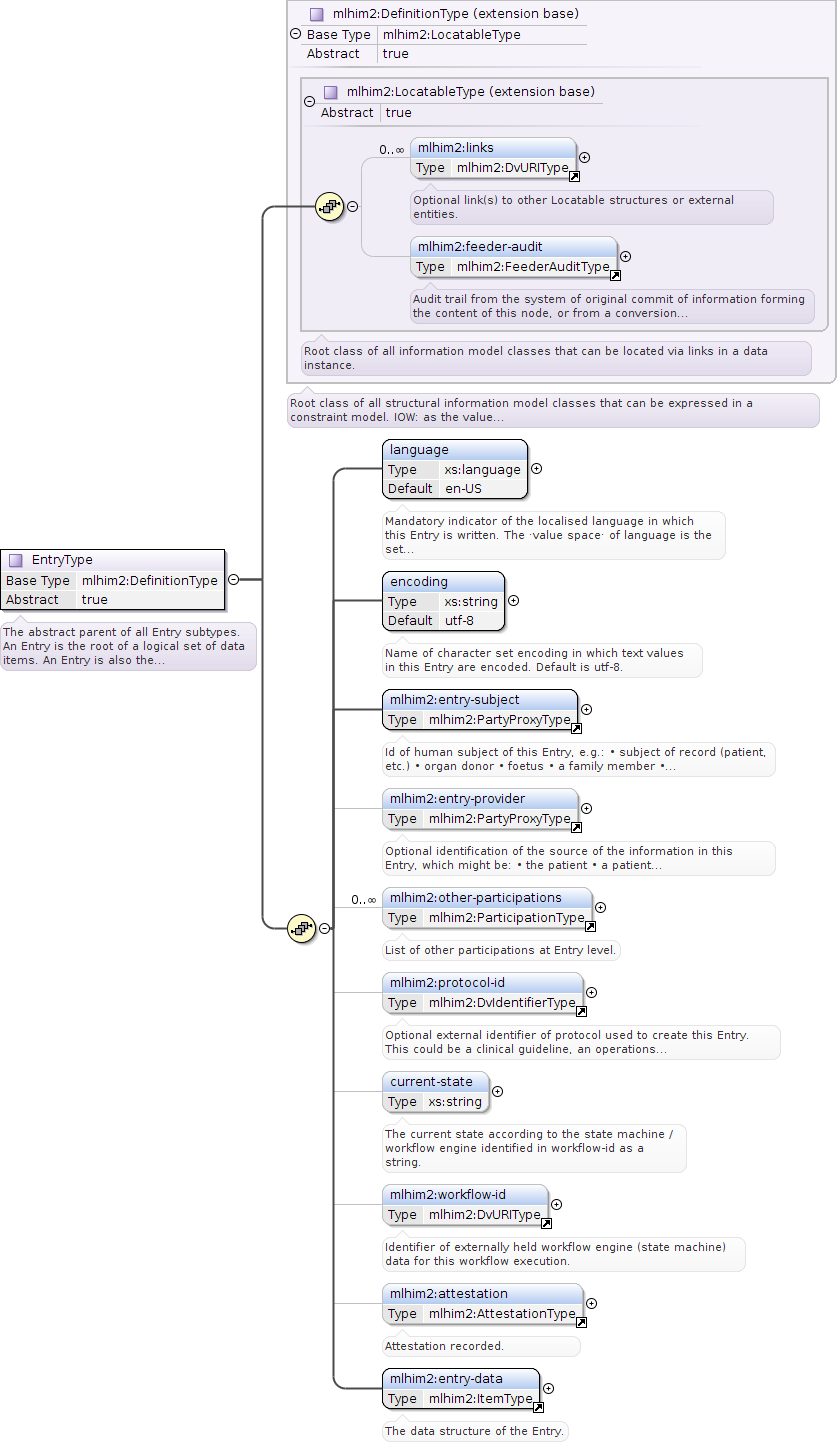 mlhim2:DefinitionType (extension base)
Base Type mlhim2:LocatableType
Abstract true
mlhim2:LocatableType (extension base)
Abstract true
0..∞
mlhim2:links
Type mlhim2:DvURIType
Optional link(s) to other Locatable structures or external
entities.
mlhim2:feeder-audit
Type mlhim2:FeederAuditType
Audit trail from the system of original commit of information forming
the content of this node, or from a conversion...
Root class of all information model classes that can be located via links in a data
instance.
Root class of all structural information model classes that can be expressed in a
constraint model. IOW: as the value...
EntryType
Base Type mlhim2:DefinitionType
Abstract true
The abstract parent of all Entry subtypes.
An Entry is the root of a logical set of data
items. An Entry is also the...
language
Type xs:language
Default en-US
Mandatory indicator of the localised language in which
this Entry is written. The ·value space· of language is the
set...
encoding
Type xs:string
Default utf-8
Name of character set encoding in which text values
in this Entry are encoded. Default is utf-8.
mlhim2:entry-subject
Type mlhim2:PartyProxyType
Id of human subject of this Entry, e.g.: • subject of record (patient,
etc.) • organ donor • foetus • a family member •...
mlhim2:entry-provider
Type mlhim2:PartyProxyType
Optional identification of the source of the information in this
Entry, which might be: • the patient • a patient...
0..∞
mlhim2:other-participations
Type mlhim2:ParticipationType
List of other participations at Entry level.
mlhim2:protocol-id
Type mlhim2:DvIdentifierType
Optional external identifier of protocol used to create this Entry.
This could be a clinical guideline, an operations...
current-state
Type xs:string
The current state according to the state machine /
workflow engine identified in workflow-id as a
string.
mlhim2:workflow-id
Type mlhim2:DvURIType
Identifier of externally held workflow engine (state machine)
data for this workflow execution.
mlhim2:attestation
Type mlhim2:AttestationType
Attestation recorded.
mlhim2:entry-data
Type mlhim2:ItemType
The data structure of the Entry.